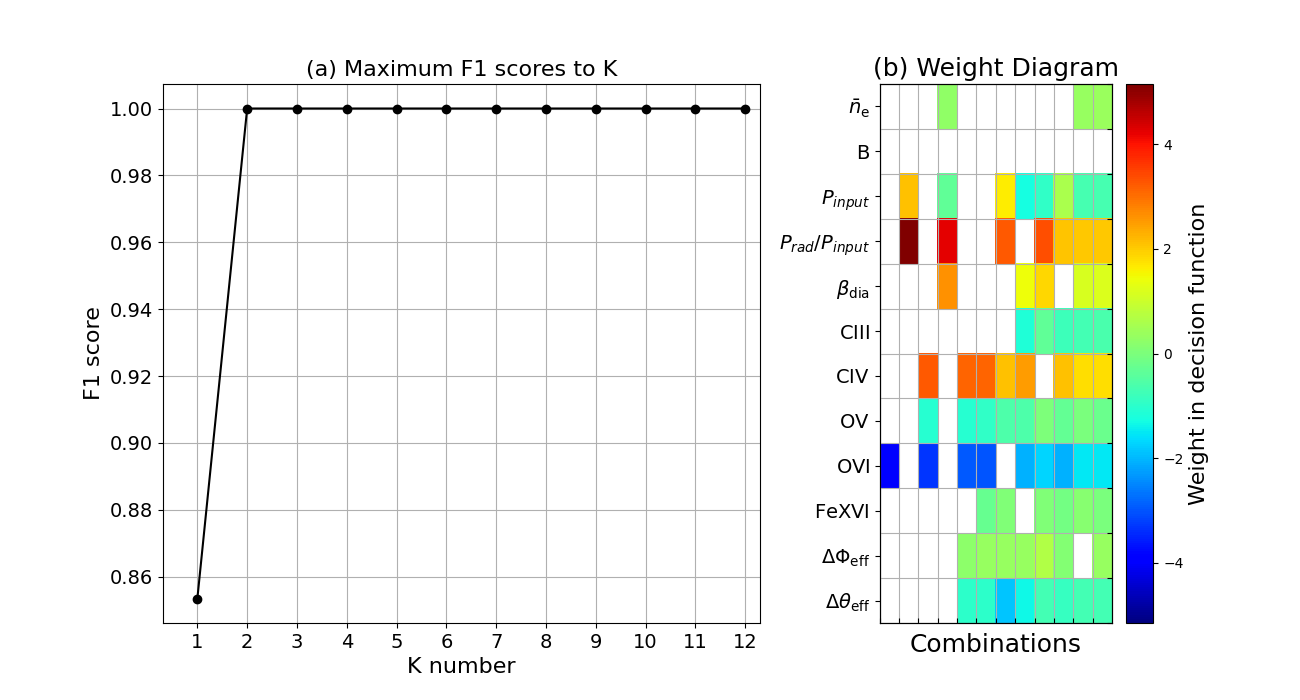 (a) Maximum F1 scores to K
1.00
0.98
0.96
0.94
0.92
0.90
0.88
0.86
F1 score
1 2 3 4 5 6 7 8 9 10 11 12
K number
(b) Weight Diagram
n̄e
B
Pinput
Prad/Pinput
βdia
CIII
CIV
OV
OVI
FeXVI
ΔΦeff
Δθeff
Combinations
4
2
0
−2
−4
Weight in decision function